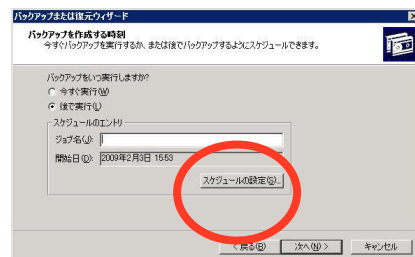 バックアップまたは復元ウィザード
バックアップを作成する時刻
今すぐバックアップを実行するか、または後でバックアップするようにスケジュールできます。
バックアップをいつ実行しますか?
今すぐ実行(W)
後で実行(L)
スケジュールのエントリ
ジョブ名(J):
開始日(D): 2009年2月3日 15:53
スケジュールの設定(S)...
< 戻る(B) 次へ(N) > キャンセル